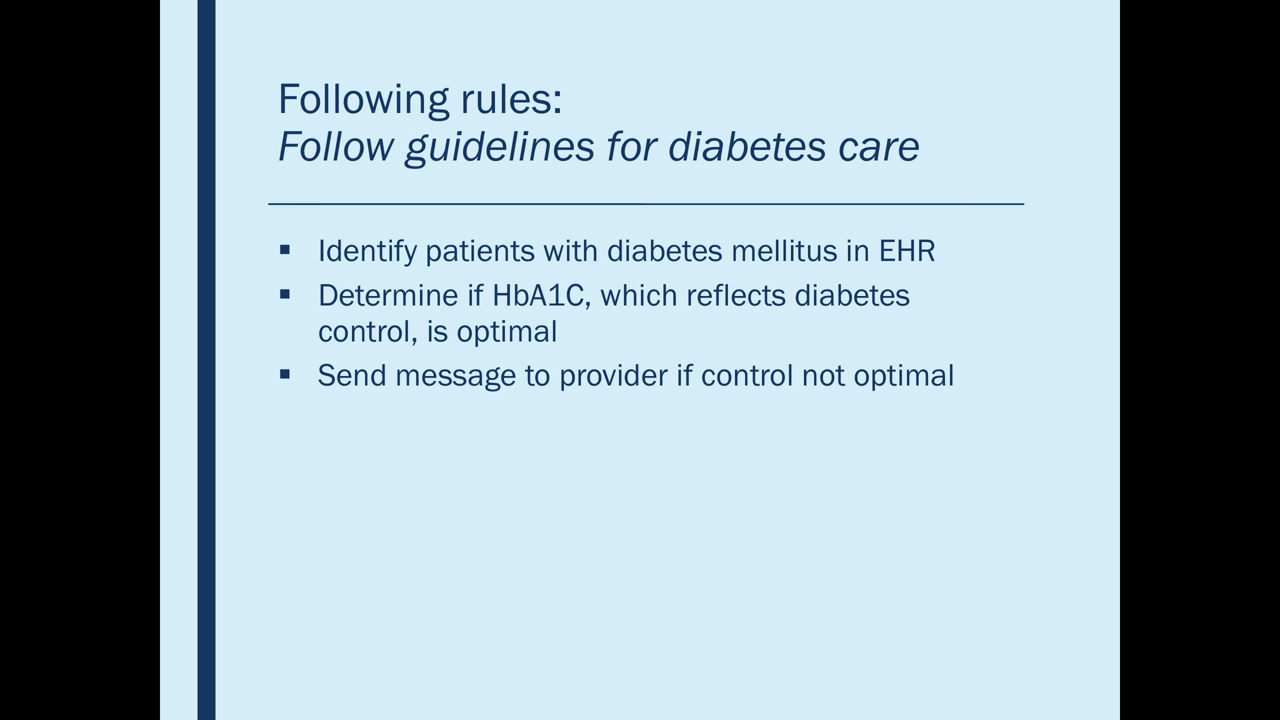 Following rules:
Follow guidelines for diabetes care
▪ Identify patients with diabetes mellitus in EHR
▪ Determine if HbA1C, which reflects diabetes
control, is optimal
▪ Send message to provider if control not optimal